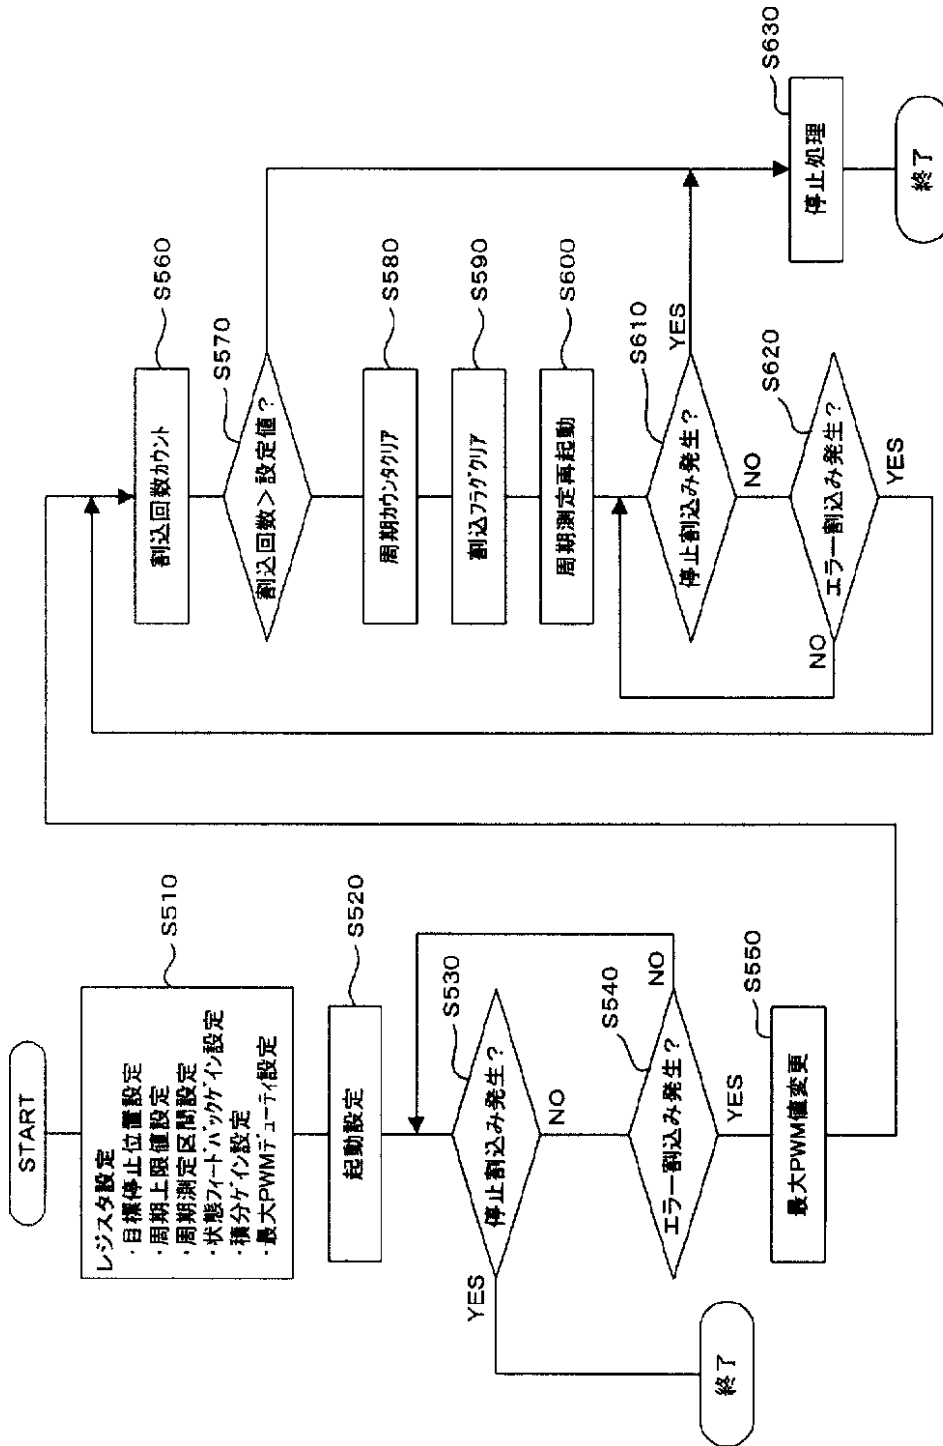 START
レジスタ設定
・目標停止位置設定
・周期上限値設定
・周期測定区間設定
・状態フィードバックゲイン設定
・積分ゲイン設定
・最大PWMデューティ設定
S510
起動設定
S520
停止割込み発生?
S530
YES
NO
終了
エラー割込み発生?
S540
NO
YES
最大PWM値変更
S550
割込回数カウント
S560
割込回数>設定値?
S570
周期カウンタクリア
S580
割込フラグクリア
S590
周期測定再起動
S600
停止割込み発生?
S610
YES
NO
エラー割込み発生?
S620
NO
YES
停止処理
S630
終了